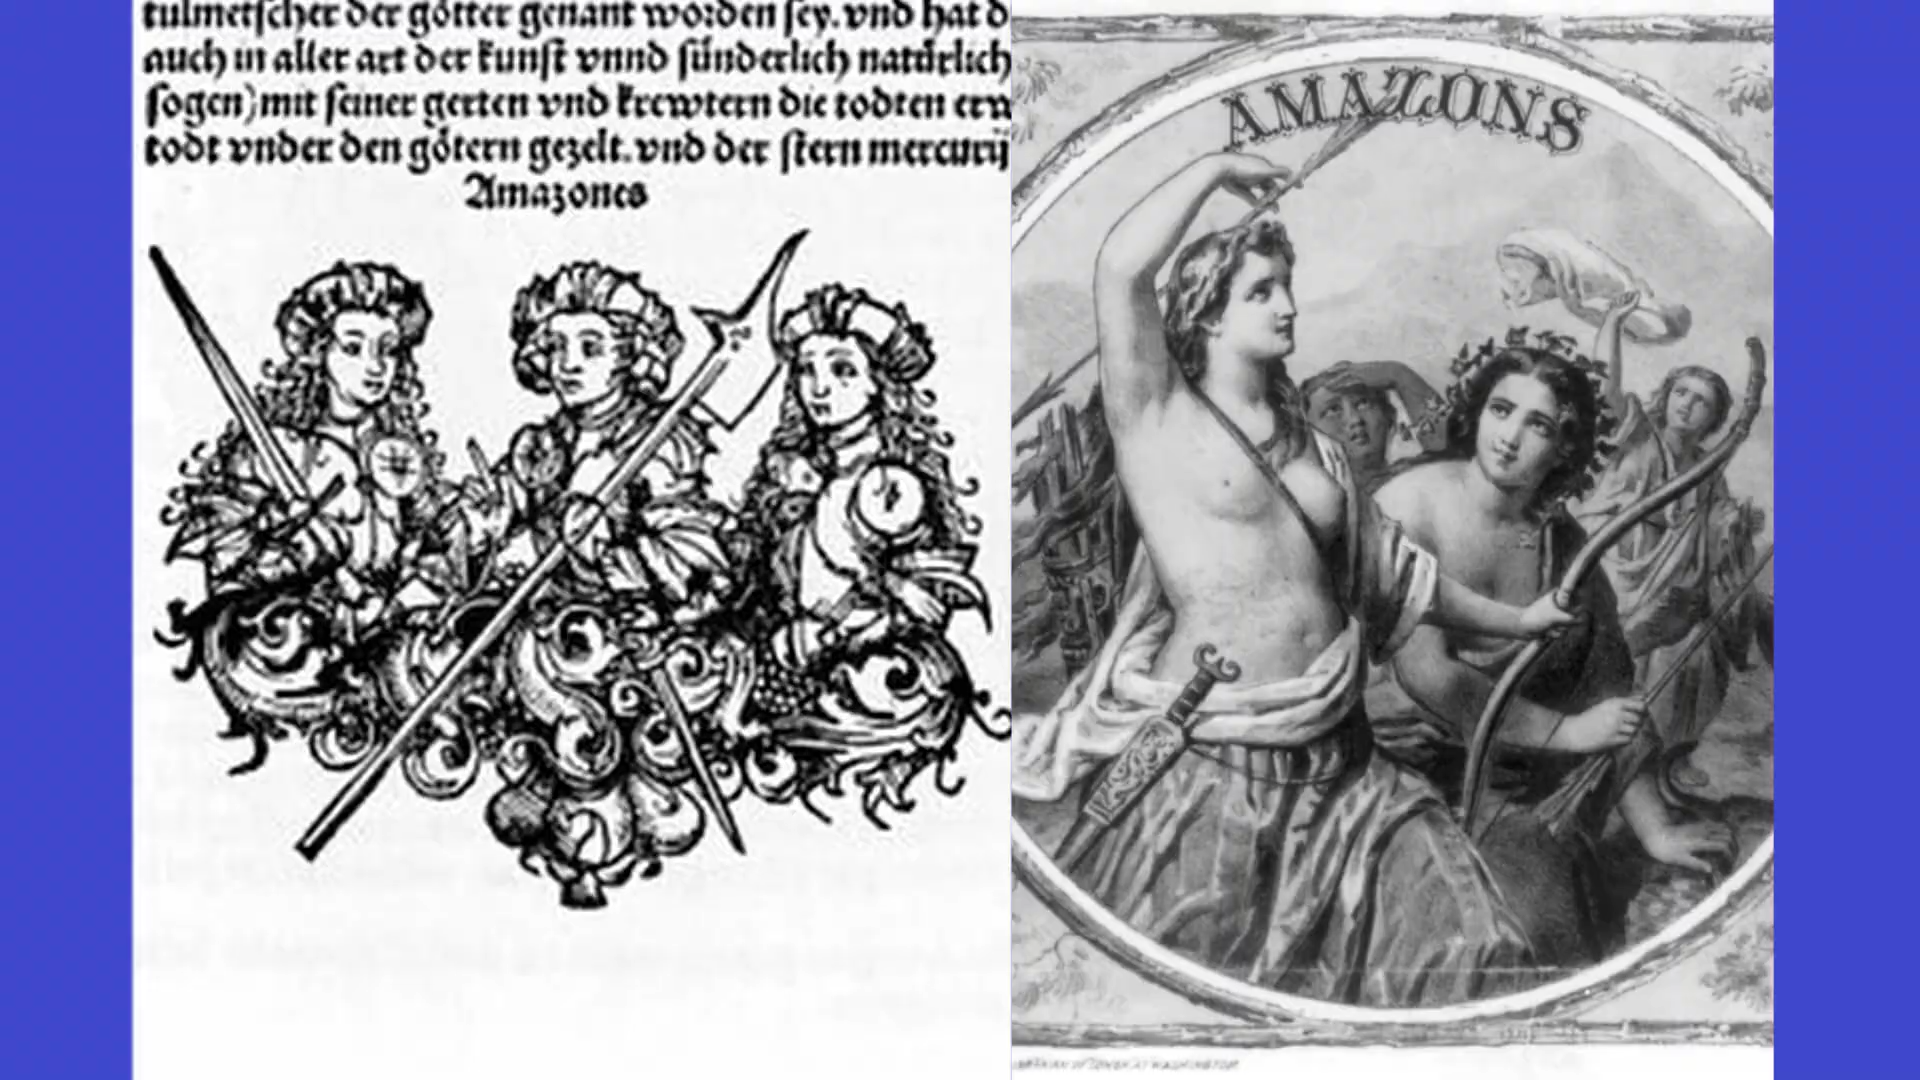 tulmetscher der götter genant worden sey. vnd hat d
auch in aller art der kunst vnnd sünderlich natürlich
sogen) mit seiner gerten vnd krewtern die todten erw
todt vnder den götern gezelt. vnd der stern mercurij
Amazones
AMAZONS